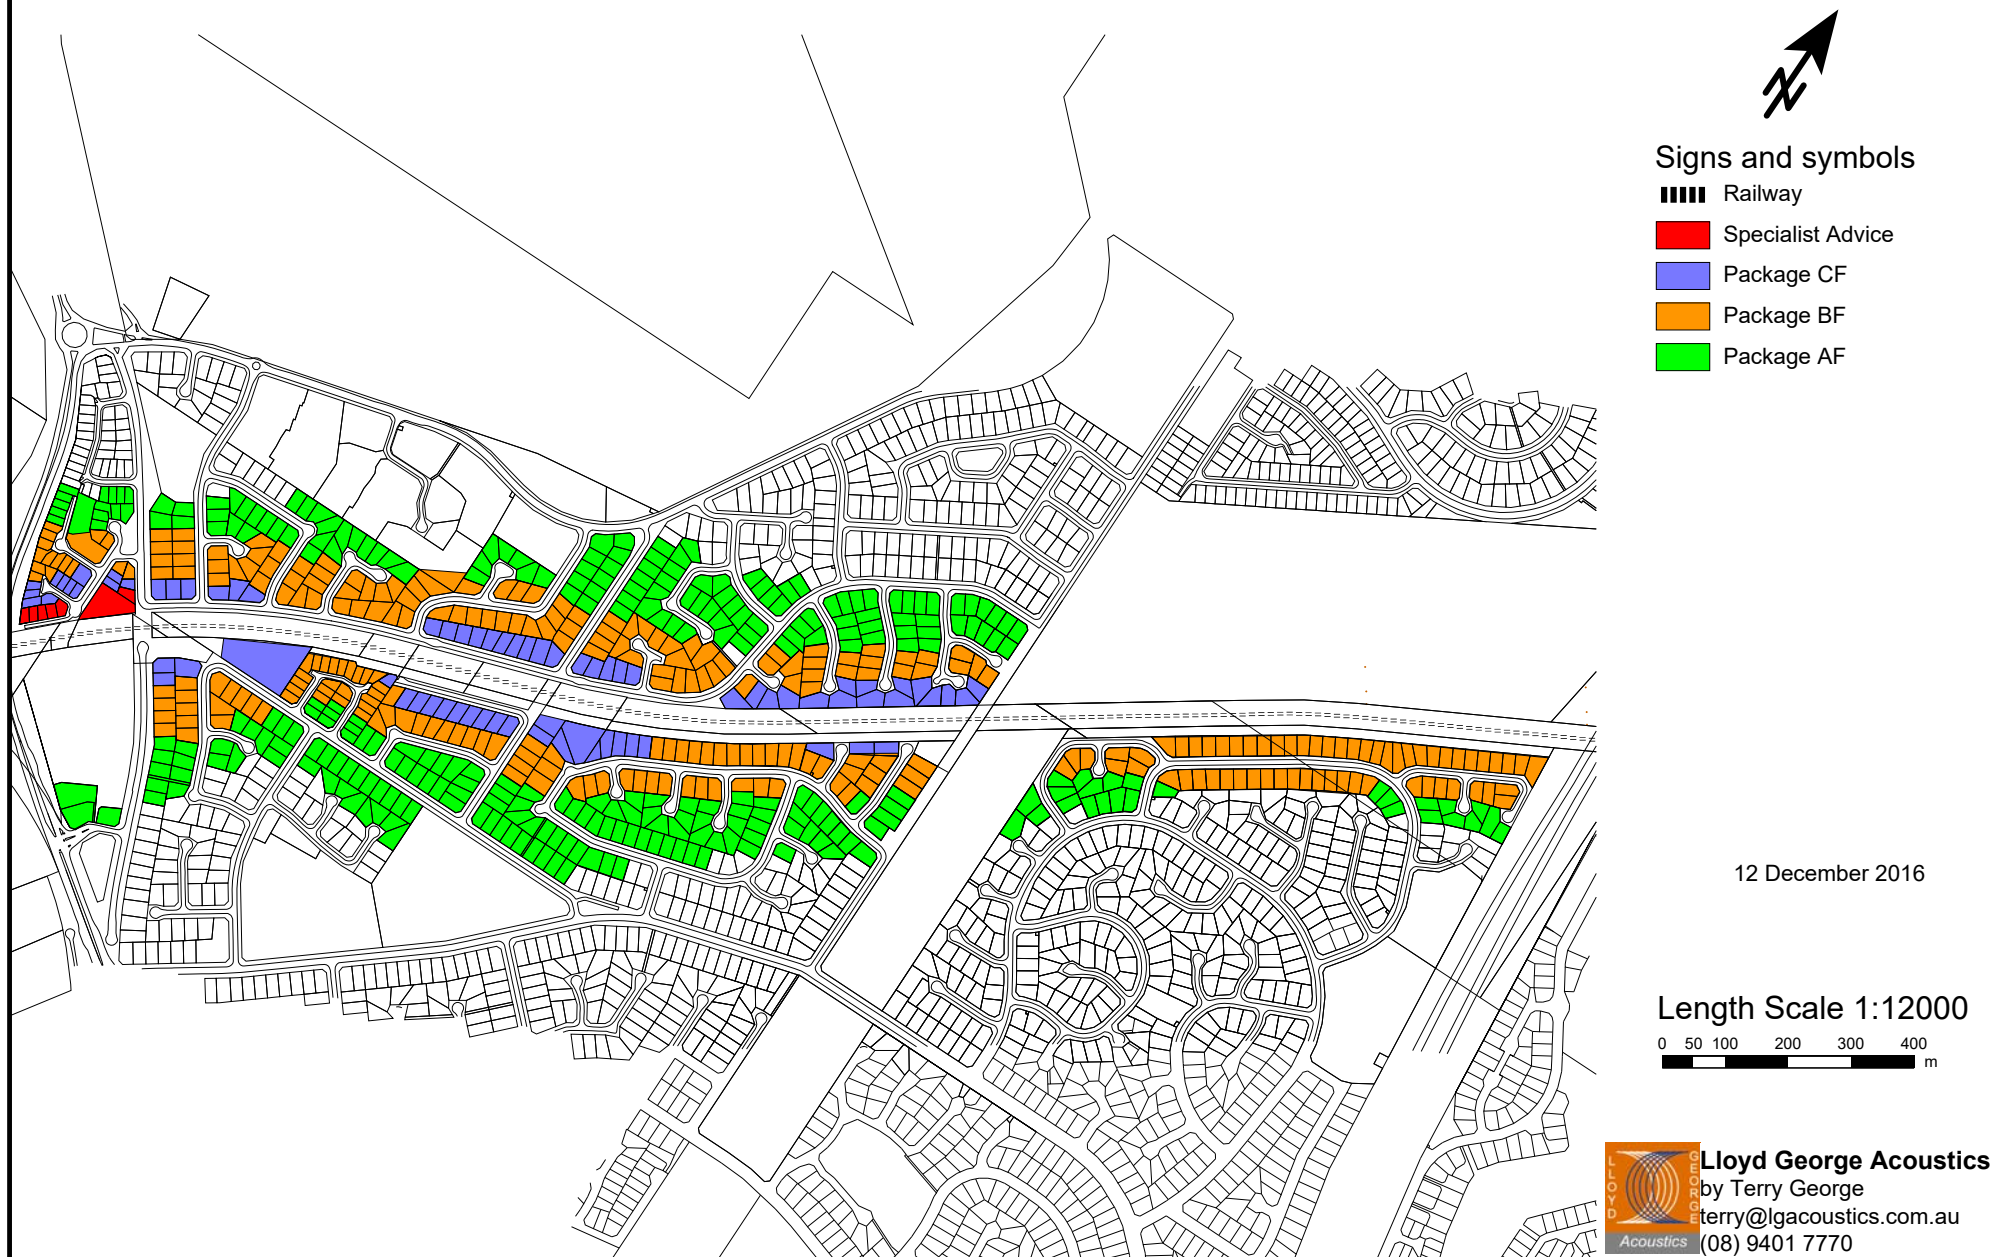 N
Signs and symbols
Railway
Specialist Advice
Package CF
Package BF
Package AF
12 December 2016
Length Scale 1:12000
0 50 100 200 300 400
m
LLOYD
GEORGE
Acoustics
Lloyd George Acoustics
by Terry George
terry@lgacoustics.com.au
(08) 9401 7770